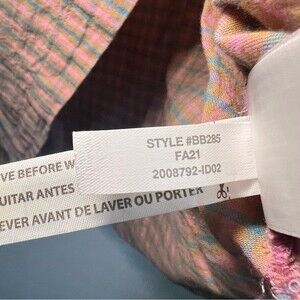 STYLE #BB285
FA21
2008792-ID02
VE BEFORE W
UITAR ANTES
EVER AVANT DE LAVER OU PORTER